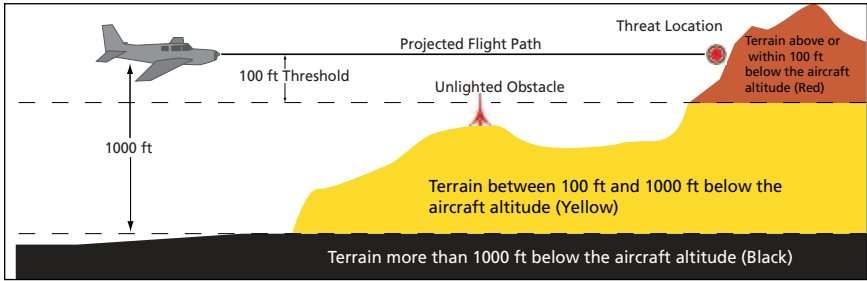 Threat Location
Projected Flight Path
Terrain above or
within 100 ft
below the aircraft
altitude (Red)
100 ft Threshold
Unlighted Obstacle
1000 ft
Terrain between 100 ft and 1000 ft below the
aircraft altitude (Yellow)
Terrain more than 1000 ft below the aircraft altitude (Black)